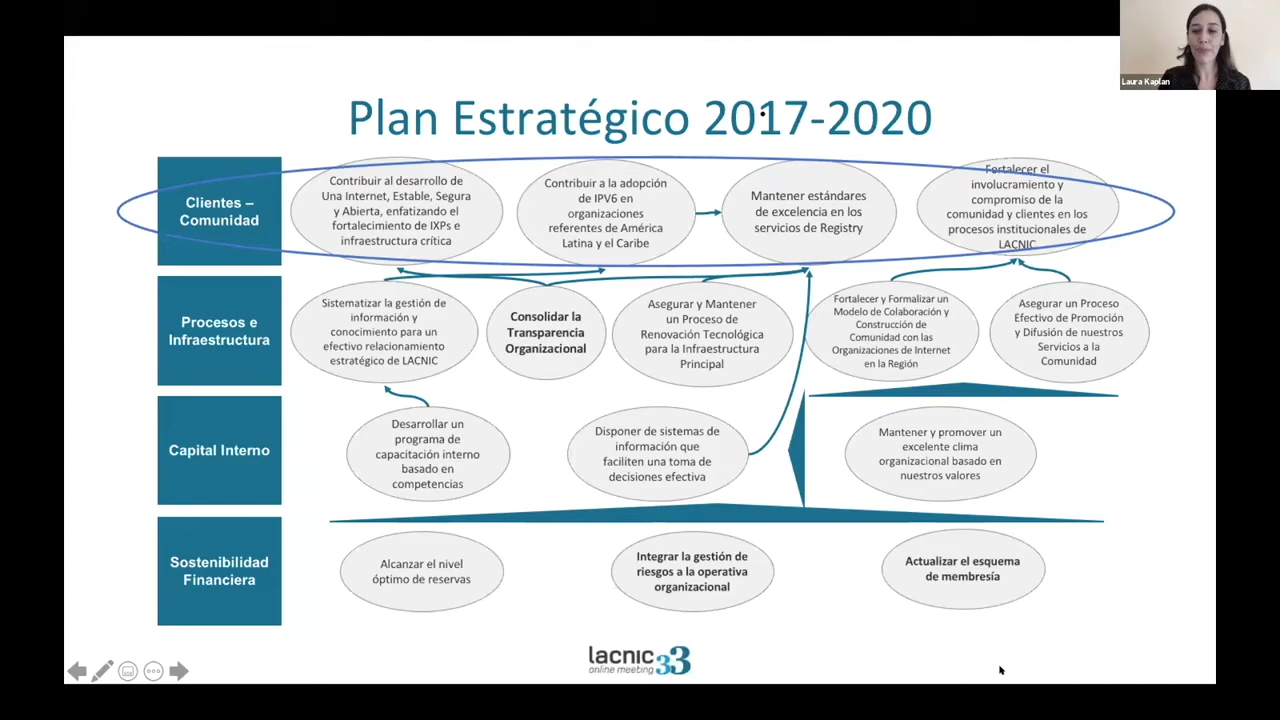 Laura Kaplan
Plan Estratégico 2017-2020
Clientes –
Comunidad
Contribuir al desarrollo de
Una Internet, Estable, Segura
y Abierta, enfatizando el
fortalecimiento de IXPs e
infraestructura crítica
Contribuir a la adopción
de IPV6 en
organizaciones
referentes de América
Latina y el Caribe
Mantener estándares
de excelencia en los
servicios de Registry
Fortalecer el
involucramiento y
compromiso de la
comunidad y clientes en los
procesos institucionales de
LACNIC
Procesos e
Infraestructura
Sistematizar la gestión de
información y
conocimiento para un
efectivo relacionamiento
estratégico de LACNIC
Consolidar la
Transparencia
Organizacional
Asegurar y Mantener
un Proceso de
Renovación Tecnológica
para la Infraestructura
Principal
Fortalecer y Formalizar un
Modelo de Colaboración y
Construcción de
Comunidad con las
Organizaciones de Internet
en la Región
Asegurar un Proceso
Efectivo de Promoción
y Difusión de nuestros
Servicios a la
Comunidad
Capital Interno
Desarrollar un
programa de
capacitación interno
basado en
competencias
Disponer de sistemas de
información que
faciliten una toma de
decisiones efectiva
Mantener y promover un
excelente clima
organizacional basado en
nuestros valores
Sostenibilidad
Financiera
Alcanzar el nivel
óptimo de reservas
Integrar la gestión de
riesgos a la operativa
organizacional
Actualizar el esquema
de membresía
lacnic
online meeting 33